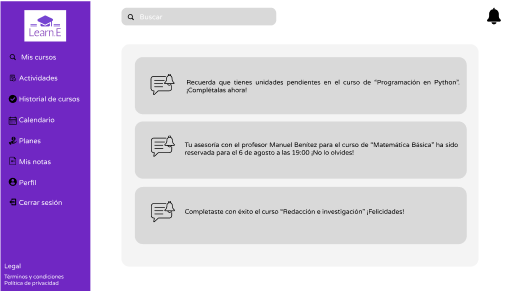 Learn.E
Buscar
Mis cursos
Actividades
Historial de cursos
Calendario
Planes
Mis notas
Perfil
Cerrar sesión
Recuerda que tienes unidades pendientes en el curso de “Programación en Python”.
¡Complétalas ahora!
Tu asesoría con el profesor Manuel Benitez para el curso de “Matemática Básica” ha sido
reservada para el 6 de agosto a las 19:00 ¡No lo olvides!
Completaste con éxito el curso “Redacción e investigación” ¡Felicidades!
Legal
Términos y condiciones
Política de privacidad